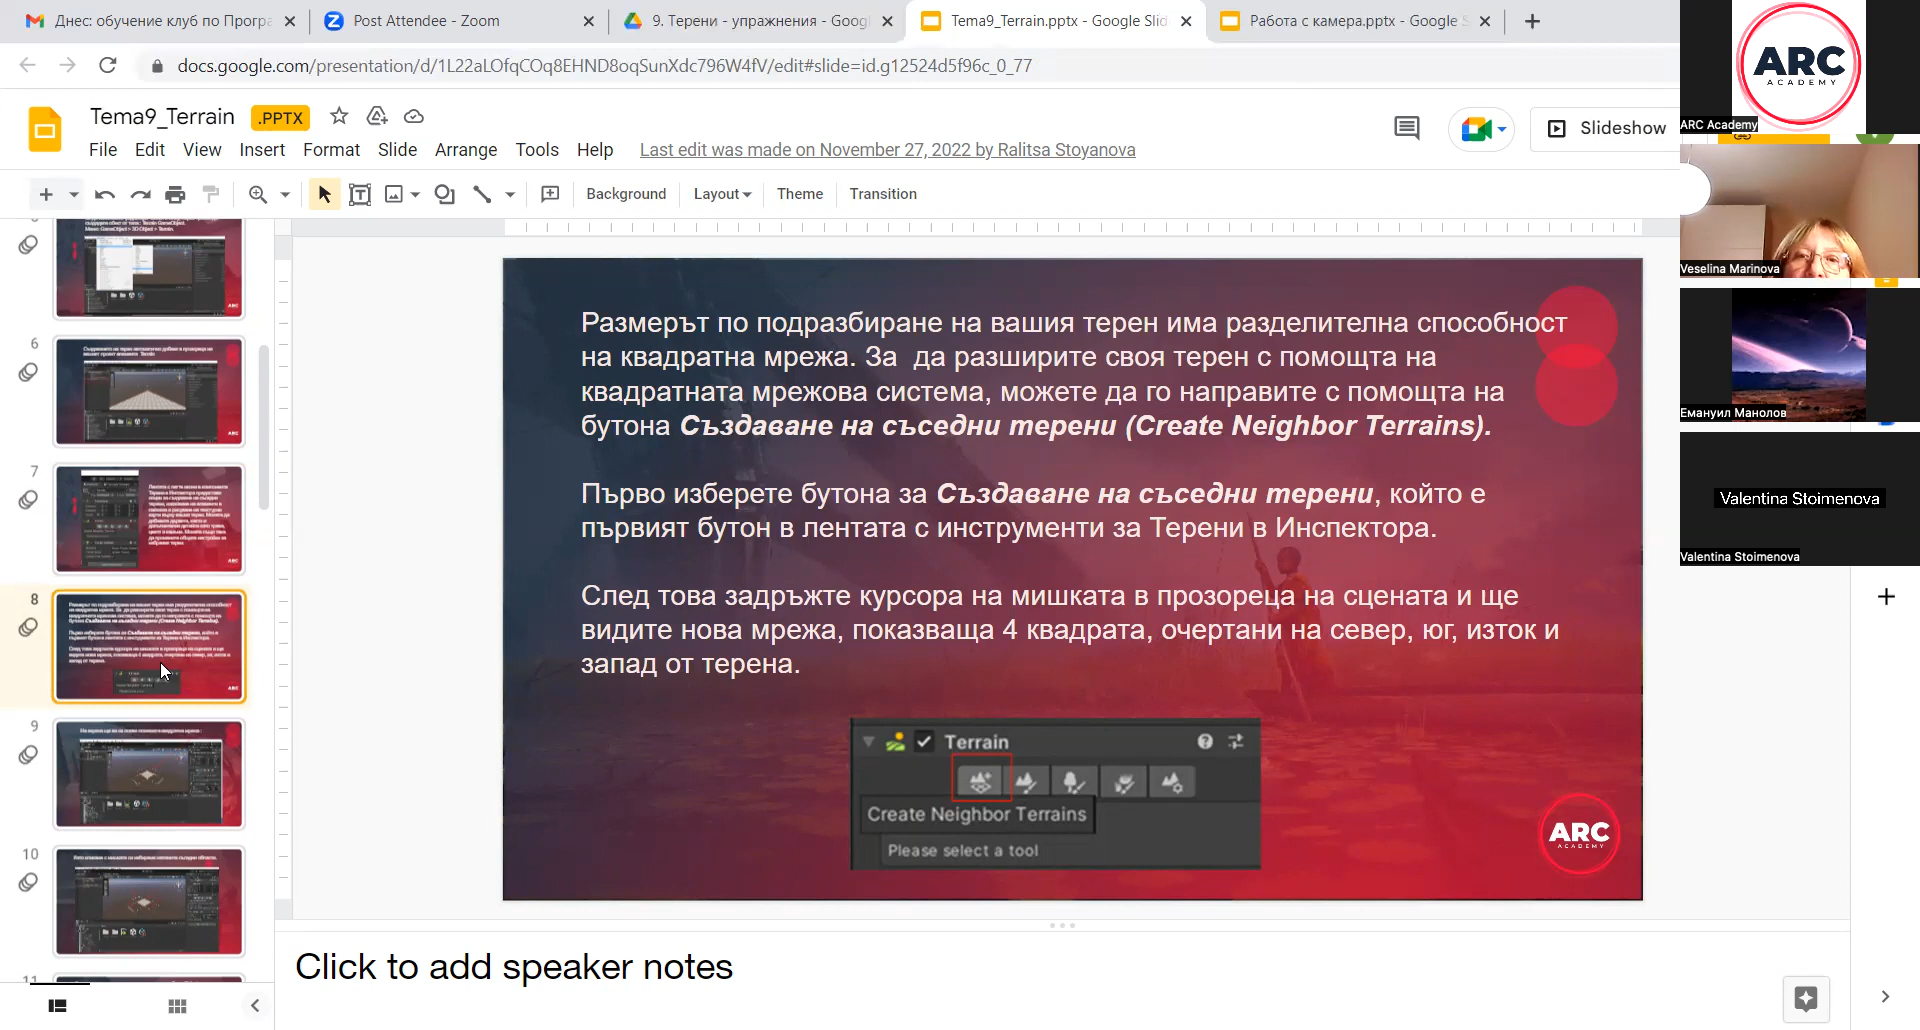 Днес: обучение клуб по Програ
Post Attendee - Zoom
9. Терени - упражнения - Goog
Tema9_Terrain.pptx - Google Slid
Работа с камера.pptx - Google S
docs.google.com/presentation/d/1L22aLOfqCOq8EHND8oqSunXdc796W4fV/edit#slide=id.g12524d5f96c_0_77
Tema9_Terrain .PPTX
Slideshow
File Edit View Insert Format Slide Arrange Tools Help Last edit was made on November 27, 2022 by Ralitsa Stoyanova
Background Layout Theme Transition
ARC
ACADEMY
ARC Academy
Veselina Marinova
Емануил Манолов
Valentina Stoimenova
Valentina Stoimenova
6
7
8
9
10
11
Размерът по подразбиране на вашия терен има разделителна способност
на квадратна мрежа. За да разширите своя терен с помощта на
квадратната мрежова система, можете да го направите с помощта на
бутона Създаване на съседни терени (Create Neighbor Terrains).
Първо изберете бутона за Създаване на съседни терени, който е
първият бутон в лентата с инструменти за Терени в Инспектора.
След това задръжте курсора на мишката в прозореца на сцената и ще
видите нова мрежа, показваща 4 квадрата, очертани на север, юг, изток и
запад от терена.
Terrain
Create Neighbor Terrains
Please select a tool
ARC
ACADEMY
Click to add speaker notes